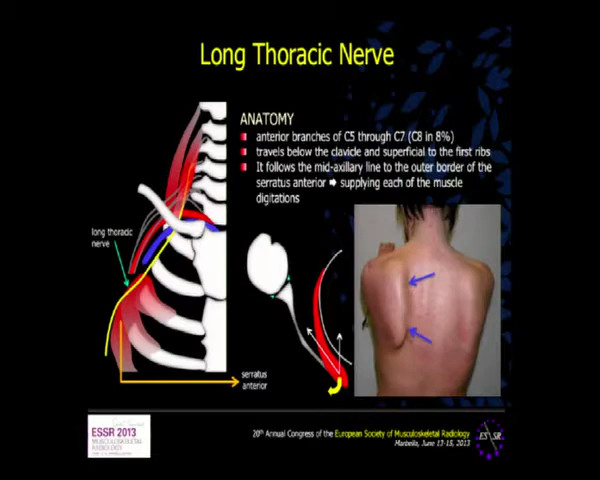 Long Thoracic Nerve
ANATOMY
anterior branches of C5 through C7 (C8 in 8%)
travels below the clavicle and superficial to the first ribs
It follows the mid-axillary line to the outer border of the
serratus anterior ➡ supplying each of the muscle
digitations
long thoracic
nerve
serratus
anterior
ESSR 2013
MUSCULOSKELETAL
RADIOLOGY
20th Annual Congress of the European Society of Musculoskeletal Radiology
Marbella, June 13-15, 2013
ES SR